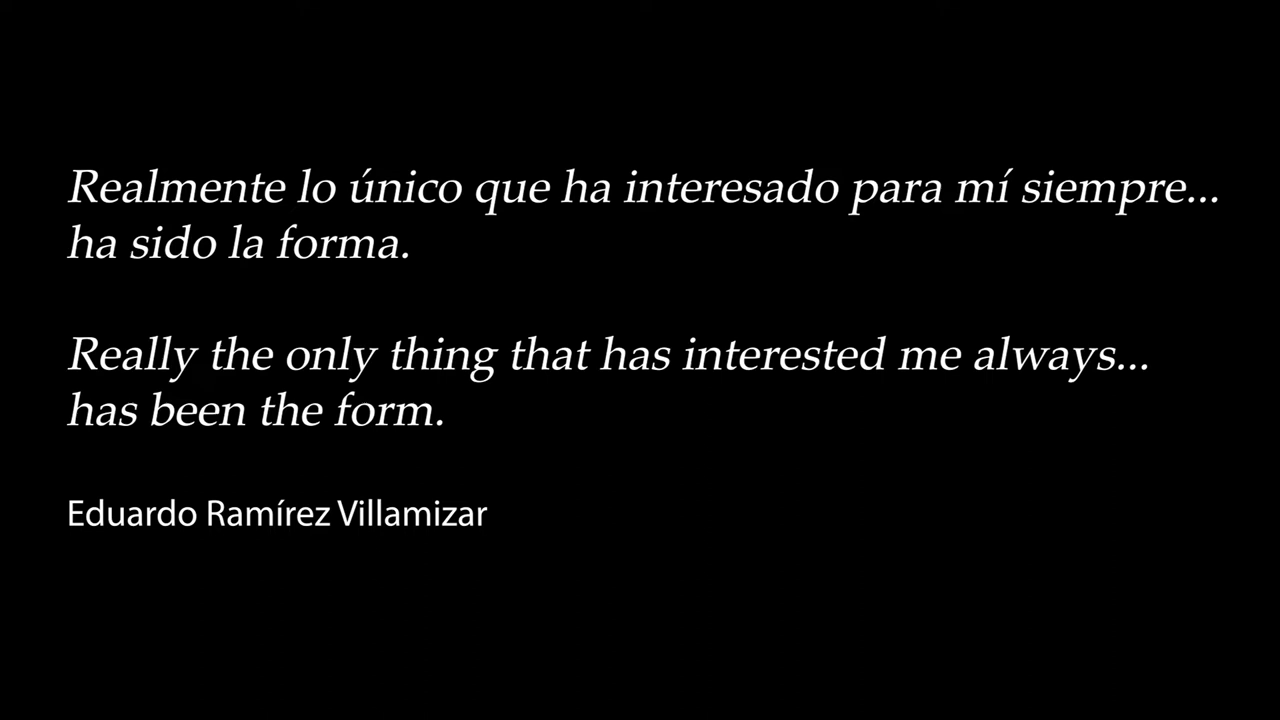 Realmente lo único que ha interesado para mí siempre...
ha sido la forma.
Really the only thing that has interested me always...
has been the form.
Eduardo Ramírez Villamizar